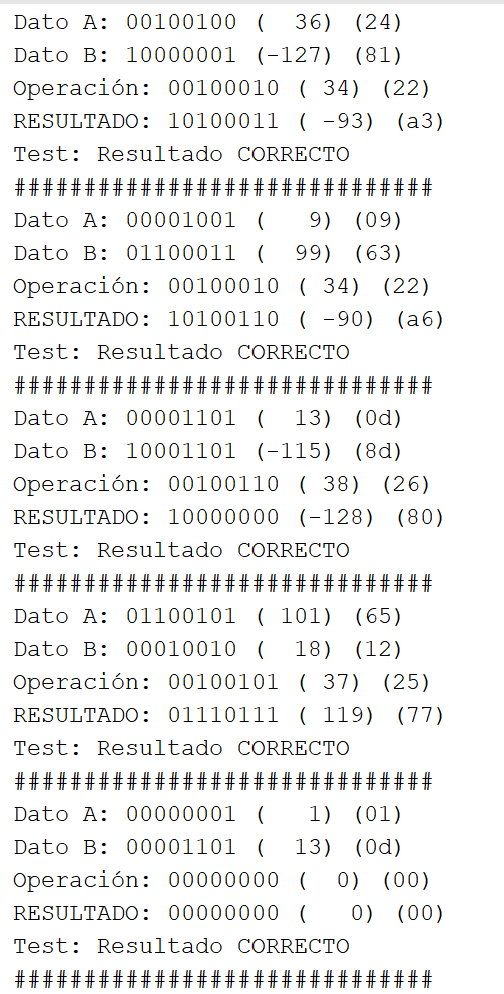 Dato A: 00100100 (  36) (24)
Dato B: 10000001 (-127) (81)
Operación: 00100010 ( 34) (22)
RESULTADO: 10100011 ( -93) (a3)
Test: Resultado CORRECTO
##############################
Dato A: 00001001 (   9) (09)
Dato B: 01100011 (  99) (63)
Operación: 00100010 ( 34) (22)
RESULTADO: 10100110 ( -90) (a6)
Test: Resultado CORRECTO
##############################
Dato A: 00001101 (  13) (0d)
Dato B: 10001101 (-115) (8d)
Operación: 00100110 ( 38) (26)
RESULTADO: 10000000 (-128) (80)
Test: Resultado CORRECTO
##############################
Dato A: 01100101 ( 101) (65)
Dato B: 00010010 (  18) (12)
Operación: 00100101 ( 37) (25)
RESULTADO: 01110111 ( 119) (77)
Test: Resultado CORRECTO
##############################
Dato A: 00000001 (   1) (01)
Dato B: 00001101 (  13) (0d)
Operación: 00000000 (  0) (00)
RESULTADO: 00000000 (   0) (00)
Test: Resultado CORRECTO
##############################